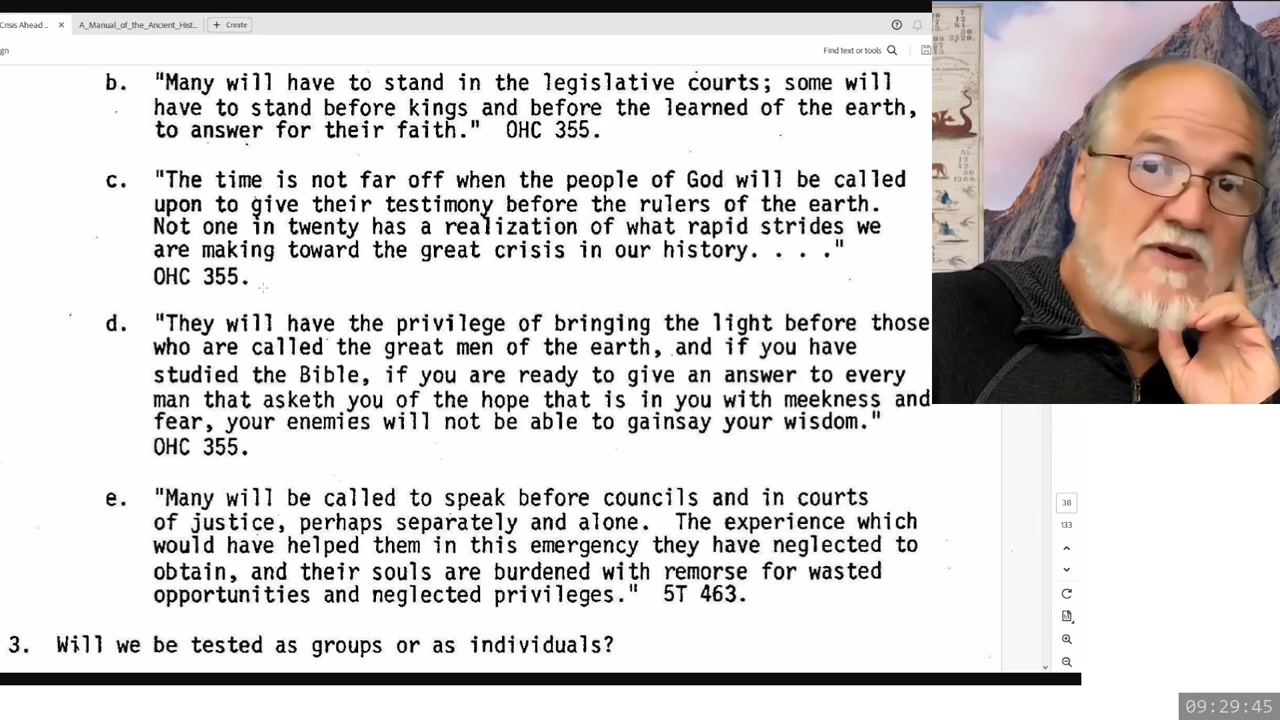 Crisis Ahead ..
A_Manual_of_the_Ancient_Hist...
+ Create
gn
Find text or tools
b. "Many will have to stand in the legislative courts; some will
have to stand before kings and before the learned of the earth,
to answer for their faith." OHC 355.
c. "The time is not far off when the people of God will be called
upon to give their testimony before the rulers of the earth.
Not one in twenty has a realization of what rapid strides we
are making toward the great crisis in our history. . . ."
OHC 355.
d. "They will have the privilege of bringing the light before those
who are called the great men of the earth, and if you have
studied the Bible, if you are ready to give an answer to every
man that asketh you of the hope that is in you with meekness and
fear, your enemies will not be able to gainsay your wisdom."
OHC 355.
e. "Many will be called to speak before councils and in courts
of justice, perhaps separately and alone. The experience which
would have helped them in this emergency they have neglected to
obtain, and their souls are burdened with remorse for wasted
opportunities and neglected privileges." 5T 463.
3. Will we be tested as groups or as individuals?
38
133
09:29:45